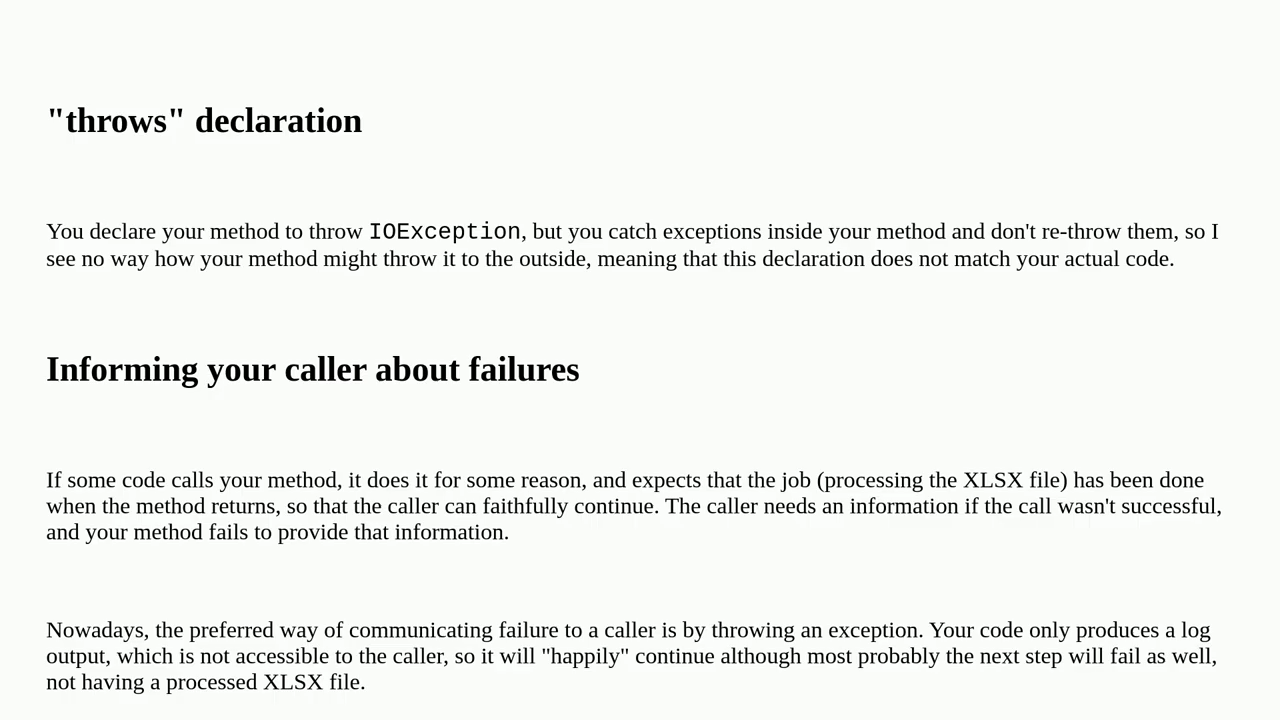 "throws" declaration
You declare your method to throw IOException, but you catch exceptions inside your method and don't re-throw them, so I
see no way how your method might throw it to the outside, meaning that this declaration does not match your actual code.
Informing your caller about failures
If some code calls your method, it does it for some reason, and expects that the job (processing the XLSX file) has been done
when the method returns, so that the caller can faithfully continue. The caller needs an information if the call wasn't successful,
and your method fails to provide that information.
Nowadays, the preferred way of communicating failure to a caller is by throwing an exception. Your code only produces a log
output, which is not accessible to the caller, so it will "happily" continue although most probably the next step will fail as well,
not having a processed XLSX file.